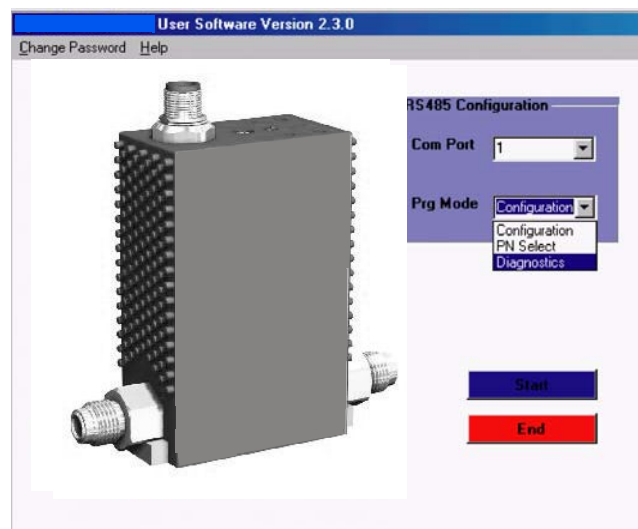 User Software Version 2.3.0
Change Password Help
RS485 Configuration
Com Port 1
Prg Mode Configuration
Configuration
PN Select
Diagnostics
Start
End